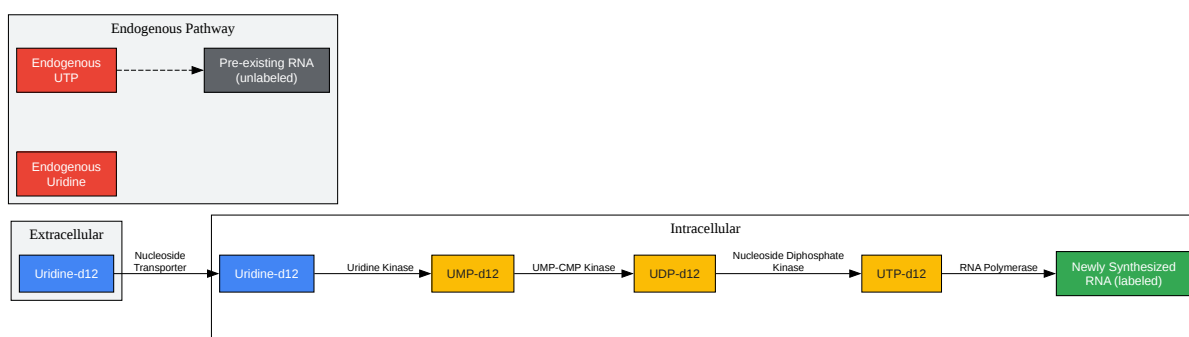 Endogenous Pathway
Endogenous
UTP
Pre-existing RNA
(unlabeled)
Endogenous
Uridine
Extracellular
Uridine-d12
Nucleoside
Transporter
Intracellular
Uridine-d12
Uridine Kinase
UMP-d12
UMP-CMP Kinase
UDP-d12
Nucleoside Diphosphate
Kinase
UTP-d12
RNA Polymerase
Newly Synthesized
RNA (labeled)